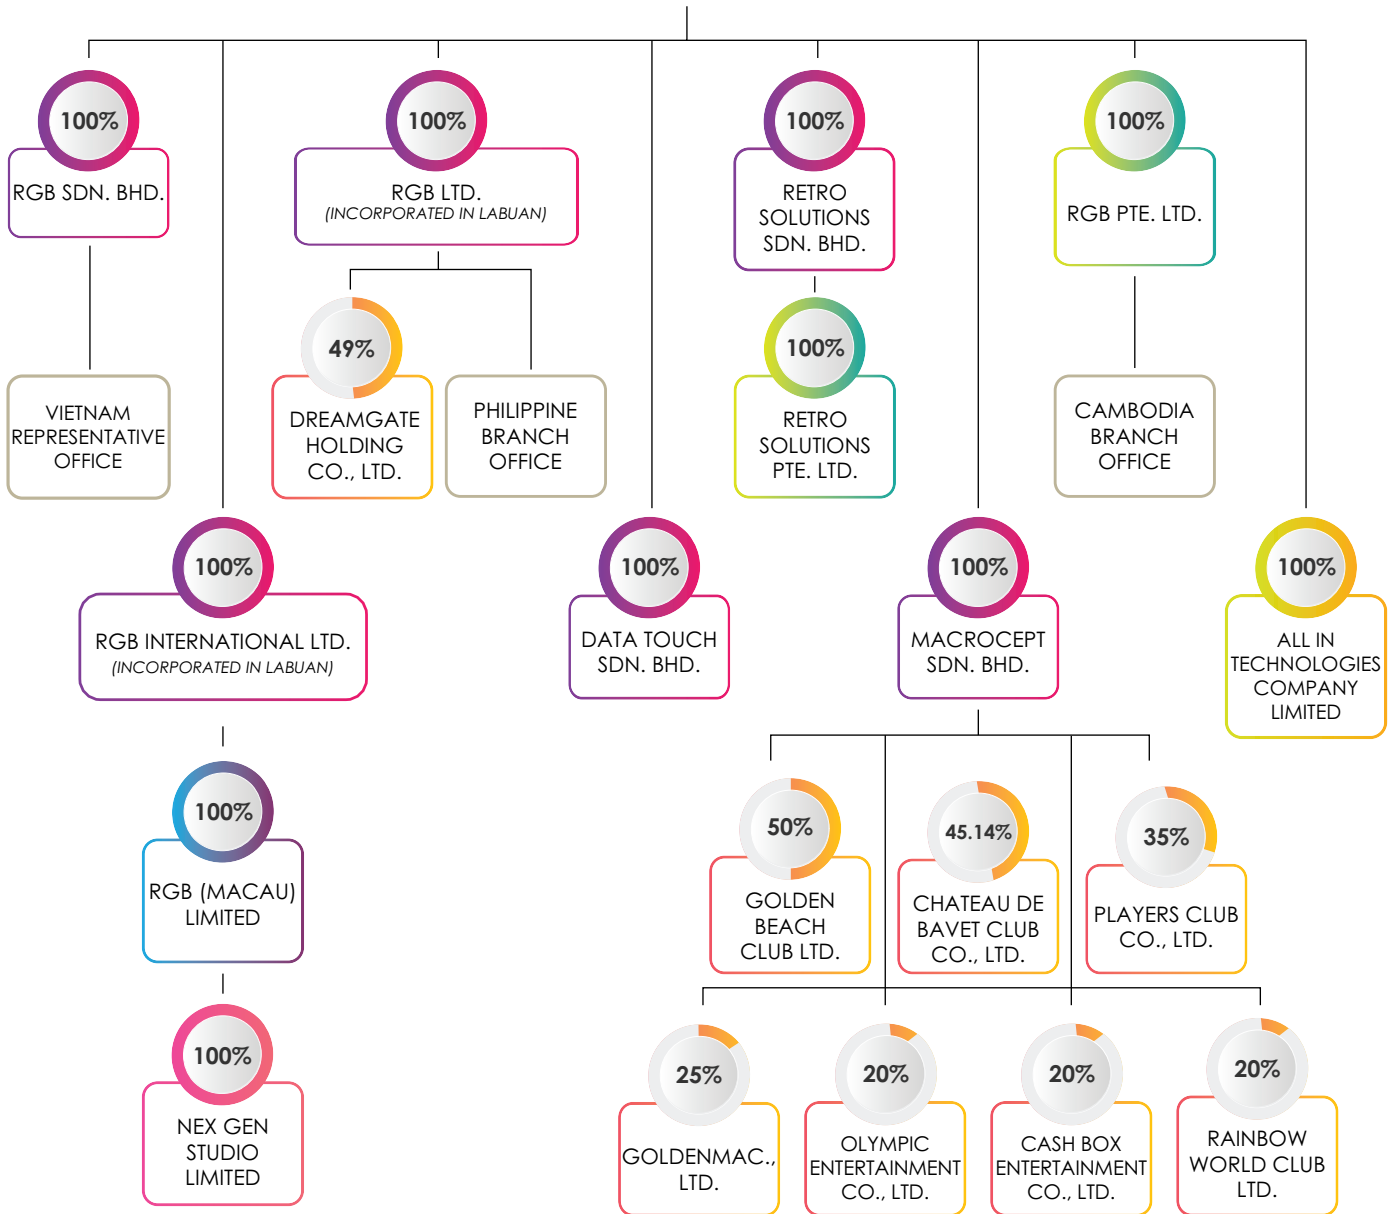 100%
RGB SDN. BHD.
100%
RGB LTD.
(INCORPORATED IN LABUAN)
100%
RETRO
SOLUTIONS
SDN. BHD.
100%
RGB PTE. LTD.
VIETNAM
REPRESENTATIVE
OFFICE
49%
DREAMGATE
HOLDING
CO., LTD.
PHILIPPINE
BRANCH
OFFICE
100%
RETRO
SOLUTIONS
PTE. LTD.
CAMBODIA
BRANCH
OFFICE
100%
RGB INTERNATIONAL LTD.
(INCORPORATED IN LABUAN)
100%
DATA TOUCH
SDN. BHD.
100%
MACROCEPT
SDN. BHD.
100%
ALL IN
TECHNOLOGIES
COMPANY
LIMITED
100%
RGB (MACAU)
LIMITED
50%
GOLDEN
BEACH
CLUB LTD.
45.14%
CHATEAU DE
BAVET CLUB
CO., LTD.
35%
PLAYERS CLUB
CO., LTD.
100%
NEX GEN
STUDIO
LIMITED
25%
GOLDENMAC.,
LTD.
20%
OLYMPIC
ENTERTAINMENT
CO., LTD.
20%
CASH BOX
ENTERTAINMENT
CO., LTD.
20%
RAINBOW
WORLD CLUB
LTD.